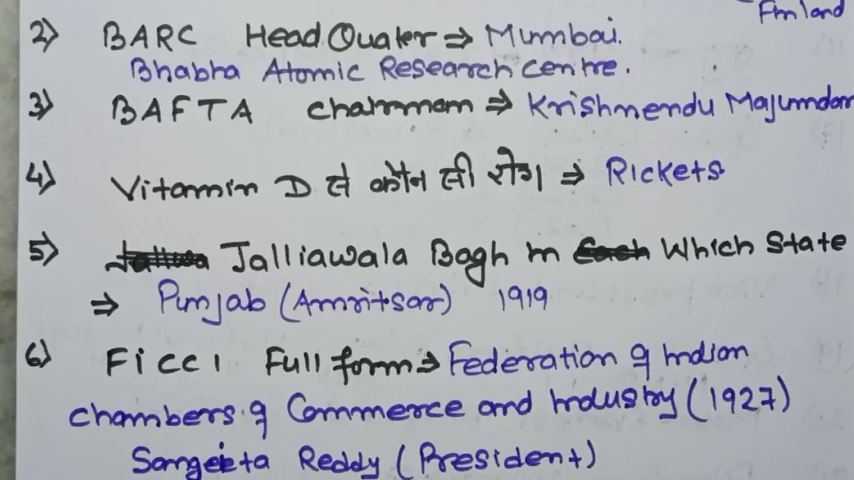 Finland
2) BARC Head Quater ⇒ Mumbai.
Bhabha Atomic Research centre.
3) BAFTA chairmam ⇒ Krishnendu Majumdar
4) Vitamin D से कौन सी रोग ⇒ Rickets
5) Jalliawala Bagh in Which State
⇒ Punjab (Amritsar) 1919
6) Ficci Full form → Federation of Indian
chambers of Commerce and Industry (1927)
Sangeeta Reddy (President)